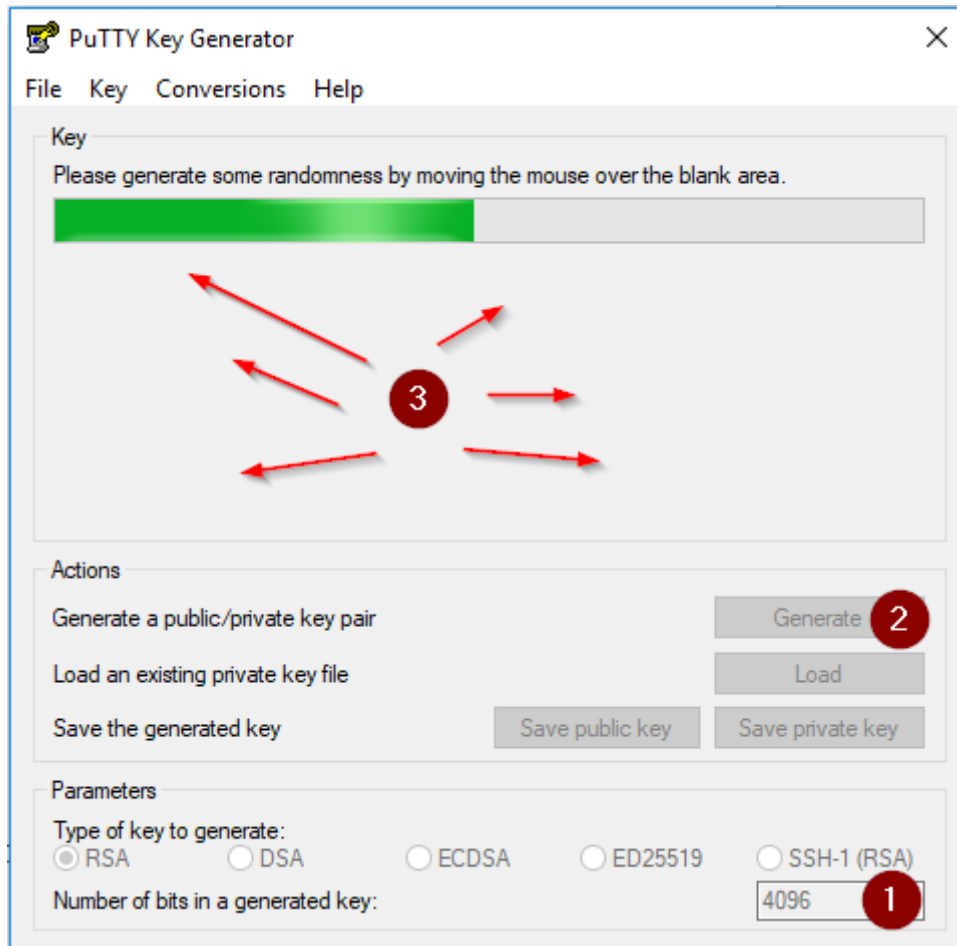 PuTTY Key Generator
File Key Conversions Help
Key
Please generate some randomness by moving the mouse over the blank area.
3
Actions
Generate a public/private key pair Generate 2
Load an existing private key file Load
Save the generated key Save public key Save private key
Parameters
Type of key to generate:
RSA DSA ECDSA ED25519 SSH-1 (RSA)
Number of bits in a generated key: 4096 1